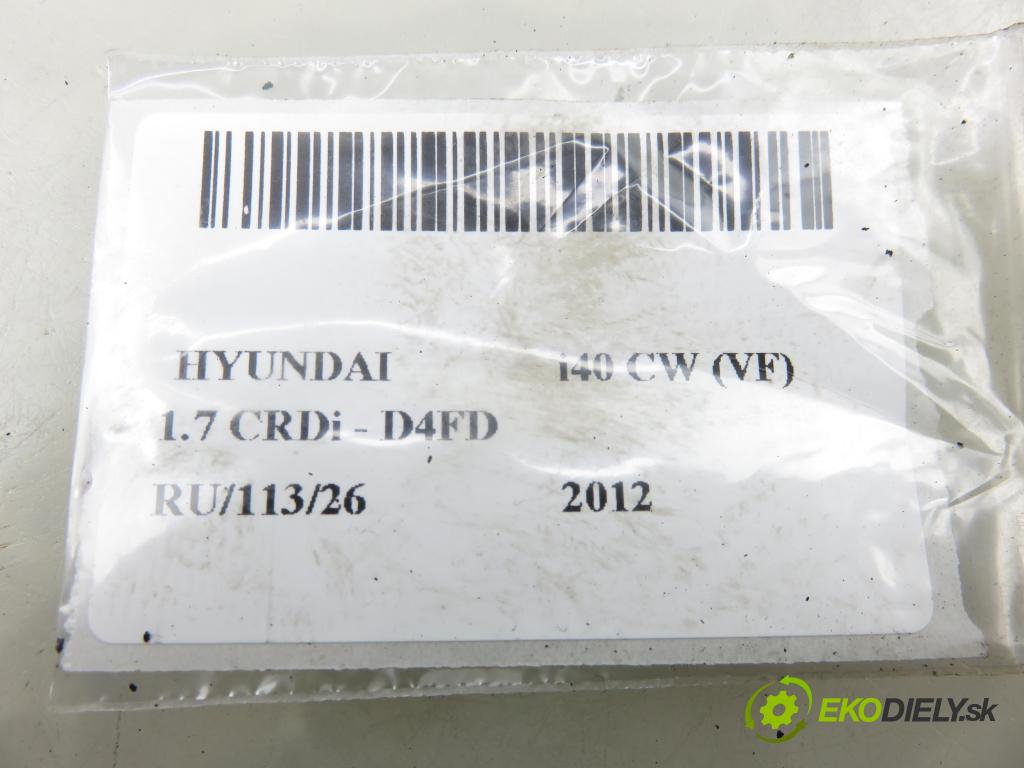 HYUNDAI i40 CW (VF)
1.7 CRDi - D4FD
RU/113/26 2012
EKODIELY.sk